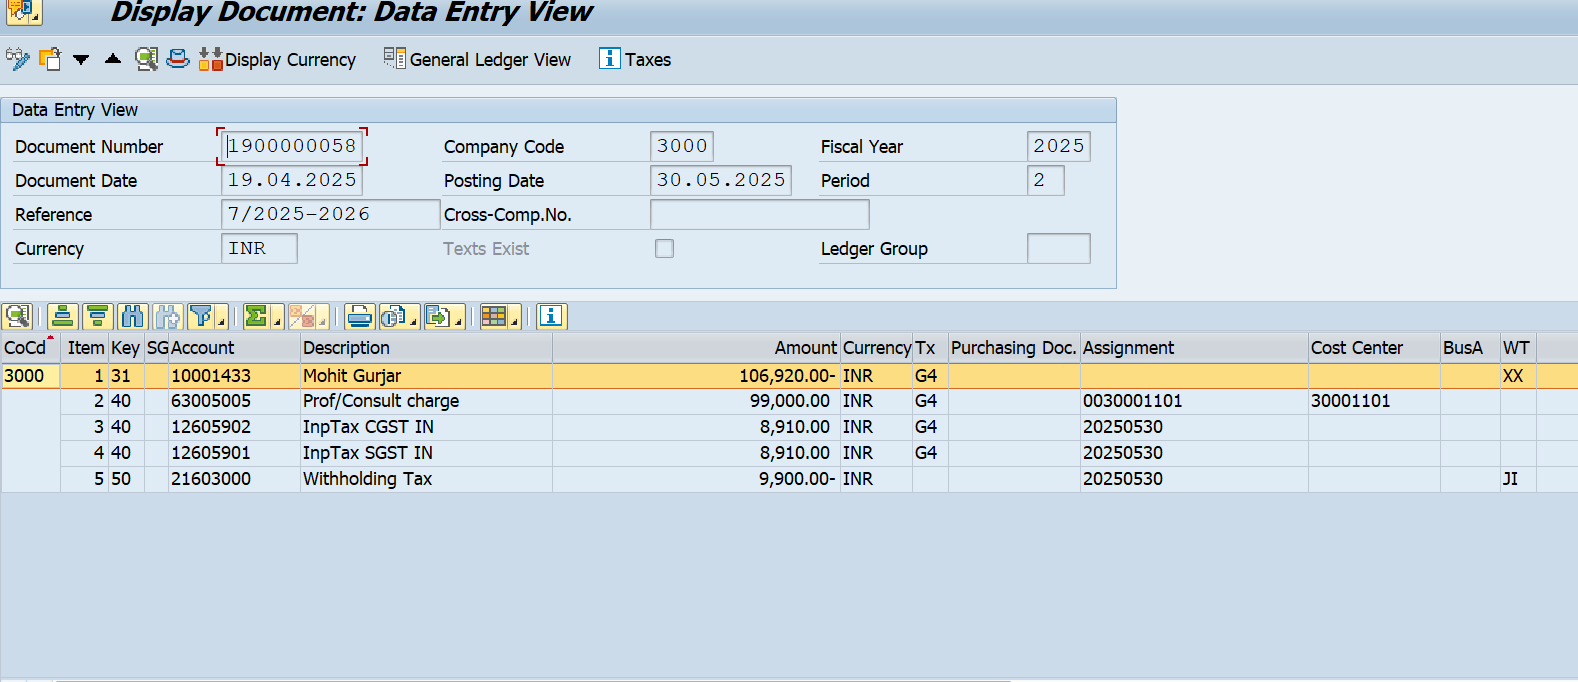 Display Document: Data Entry View
Display Currency General Ledger View Taxes
Data Entry View
Document Number 1900000058 Company Code 3000 Fiscal Year 2025
Document Date 19.04.2025 Posting Date 30.05.2025 Period 2
Reference 7/2025-2026 Cross-Comp.No.
Currency INR Texts Exist Ledger Group
CoCd Item Key SG Account Description Amount Currency Tx Purchasing Doc. Assignment Cost Center BusA WT
3000 1 31 10001433 Mohit Gurjar 106,920.00- INR G4 XX
2 40 63005005 Prof/Consult charge 99,000.00 INR G4 0030001101 30001101
3 40 12605902 InpTax CGST IN 8,910.00 INR G4 20250530
4 40 12605901 InpTax SGST IN 8,910.00 INR G4 20250530
5 50 21603000 Withholding Tax 9,900.00- INR 20250530 JI